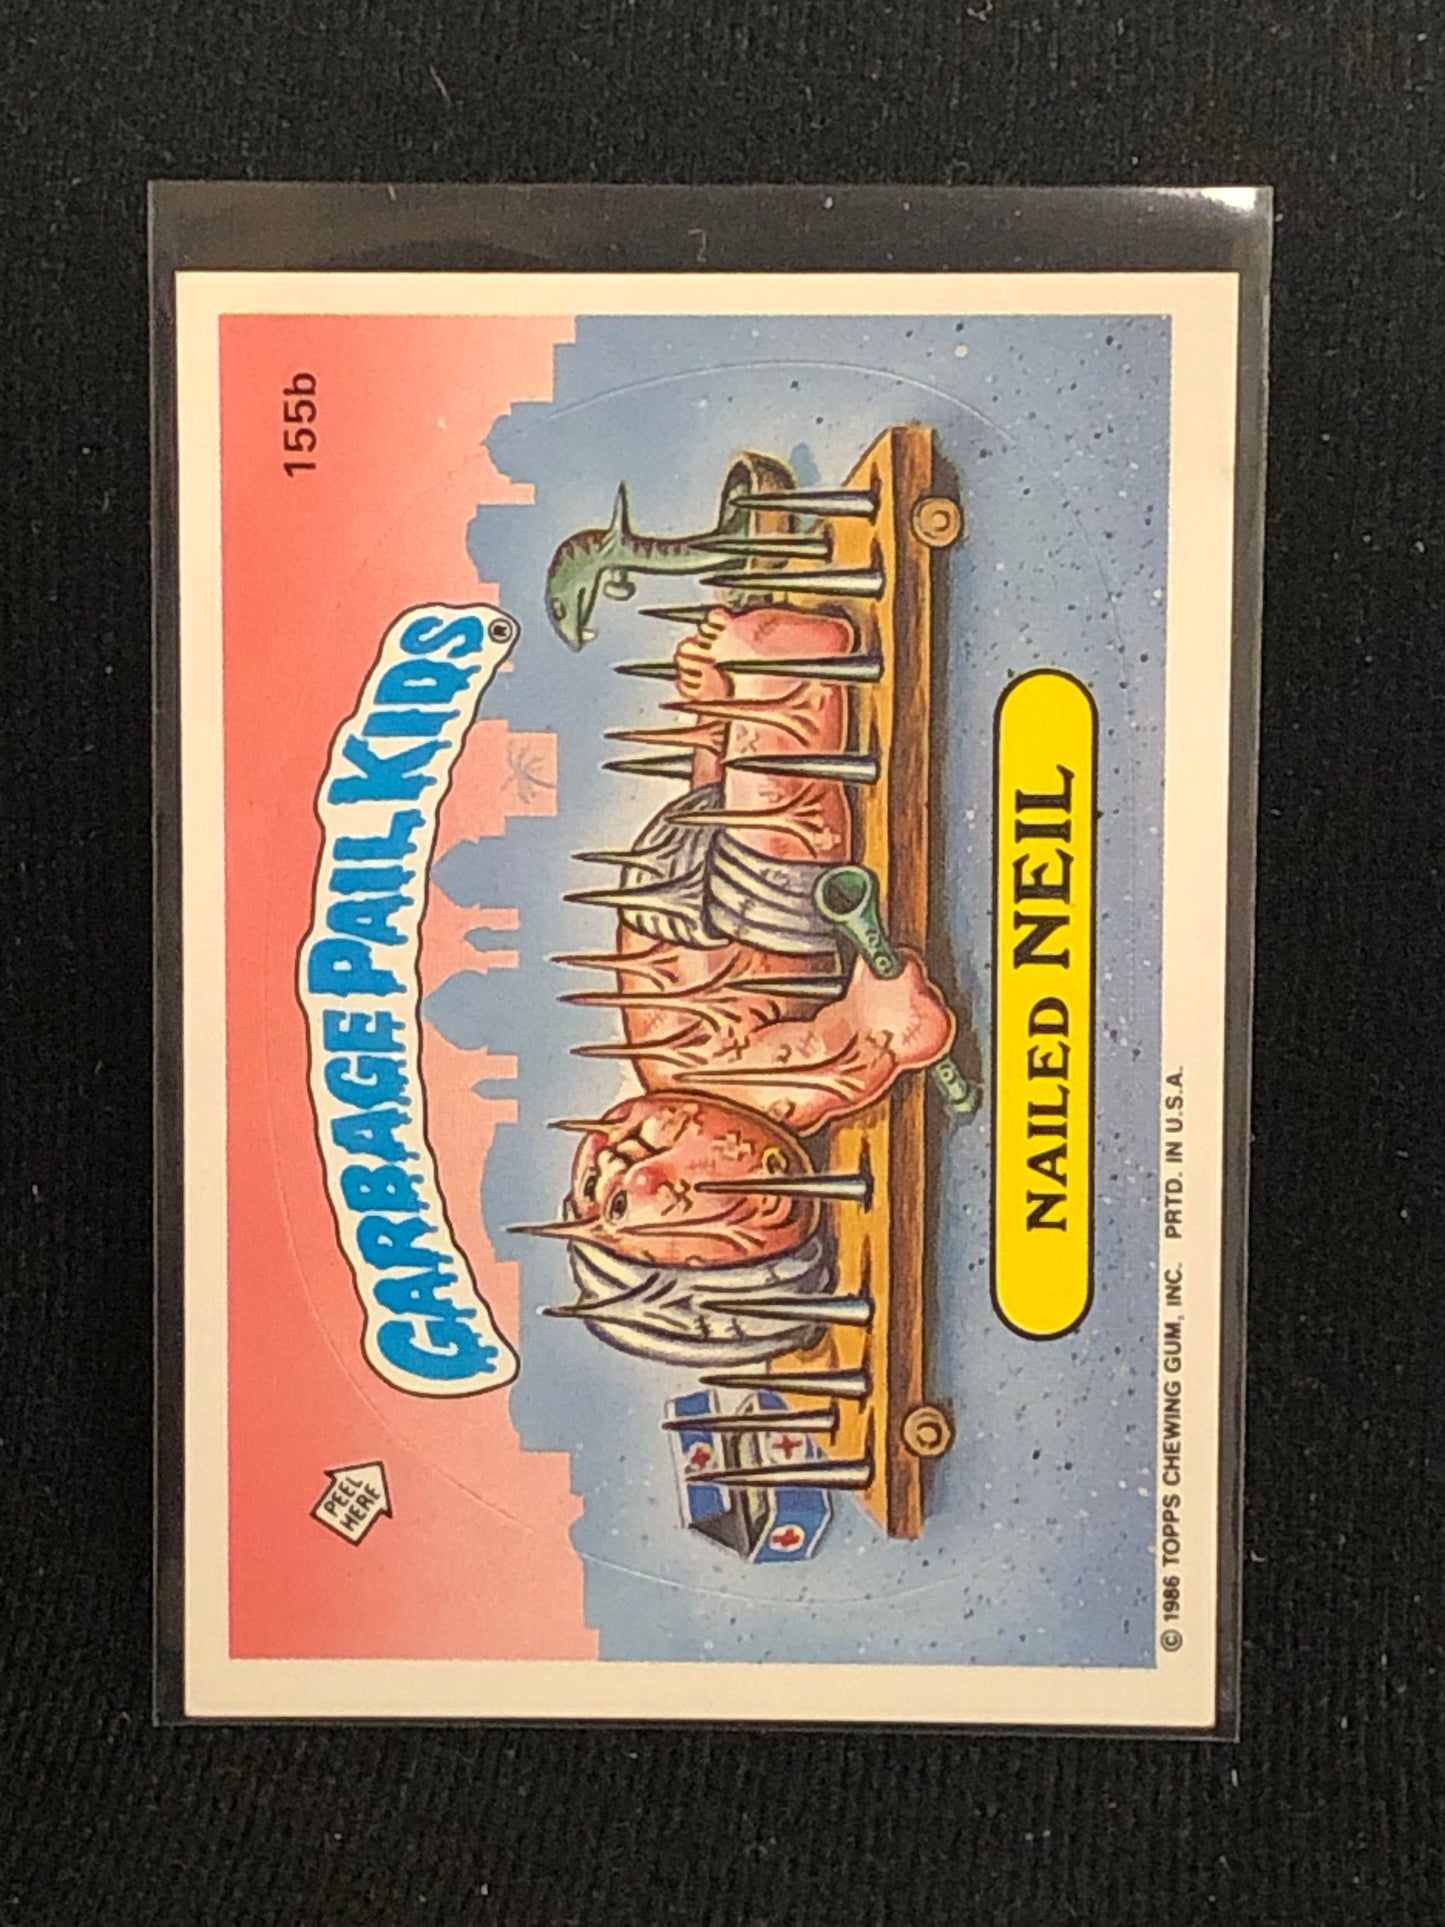 PEEL
HERE
GARBAGE PAIL KIDS®
155b
NAILED NEIL
© 1986 TOPPS CHEWING GUM, INC. PRTD. IN U.S.A.